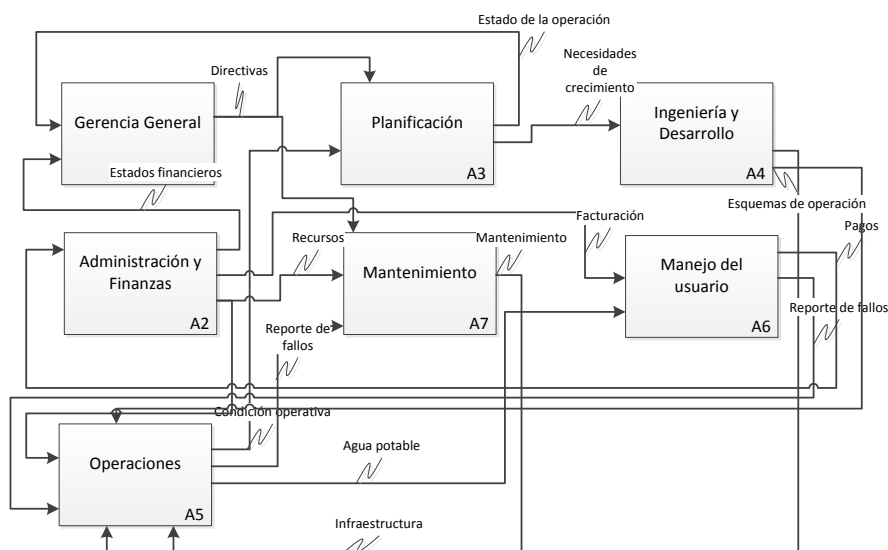 Estado de la operación
Directivas
Necesidades
de
crecimiento
Gerencia General
Planificación
A3
Ingeniería y
Desarrollo
A4
Estados financieros
Esquemas de operación
Facturación
Pagos
Administración y
Finanzas
A2
Recursos
Mantenimiento
A7
Mantenimiento
Manejo del
usuario
A6
Reporte de fallos
Reporte de
fallos
Condición operativa
Operaciones
A5
Agua potable
Infraestructura